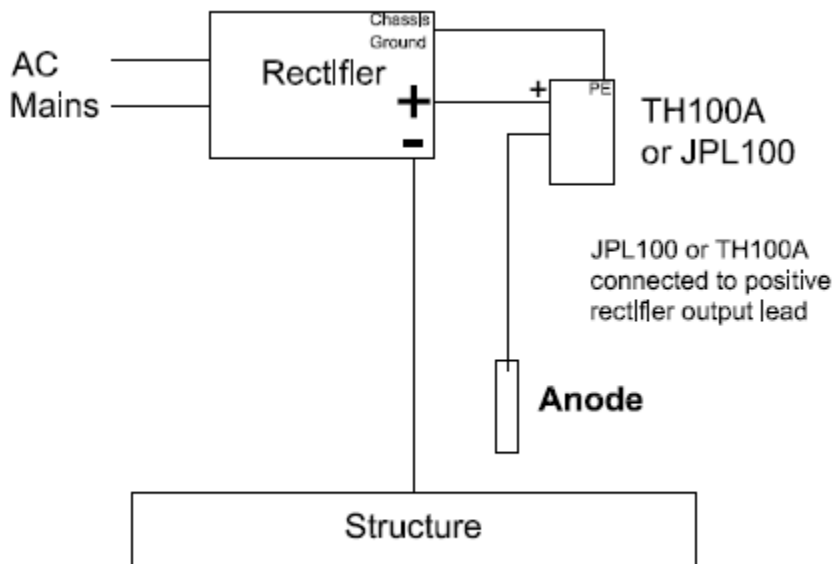 Chassis
Ground
AC
Mains
Rectifier
+
-
+
PE
TH100A
or JPL100
JPL100 or TH100A
connected to positive
rectifier output lead
Anode
Structure